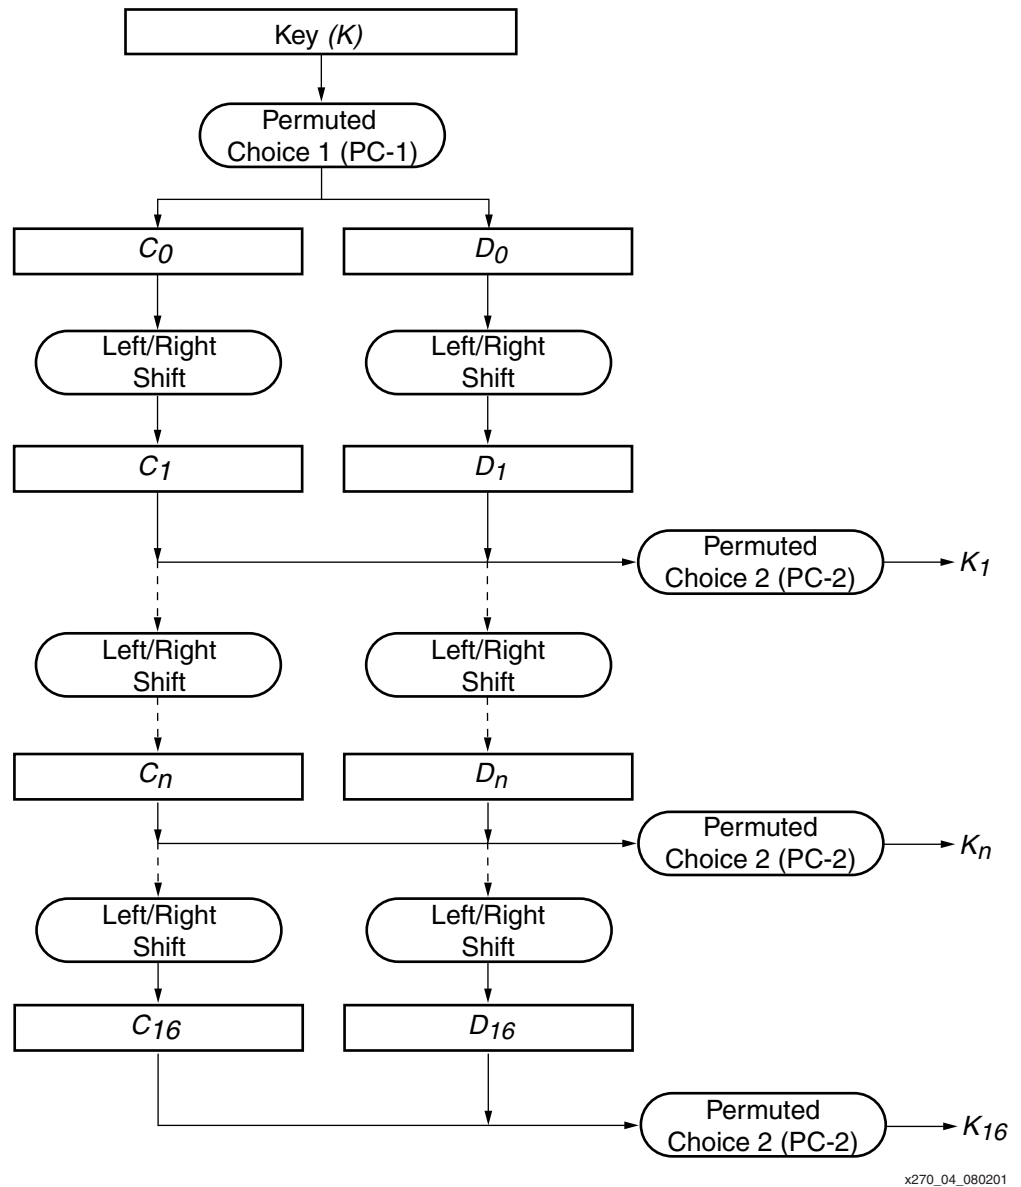 Key (K)
Permuted
Choice 1 (PC-1)
C0
D0
Left/Right
Shift
Left/Right
Shift
C1
D1
Permuted
Choice 2 (PC-2)
K1
Left/Right
Shift
Left/Right
Shift
Cn
Dn
Permuted
Choice 2 (PC-2)
Kn
Left/Right
Shift
Left/Right
Shift
C16
D16
Permuted
Choice 2 (PC-2)
K16
x270_04_080201